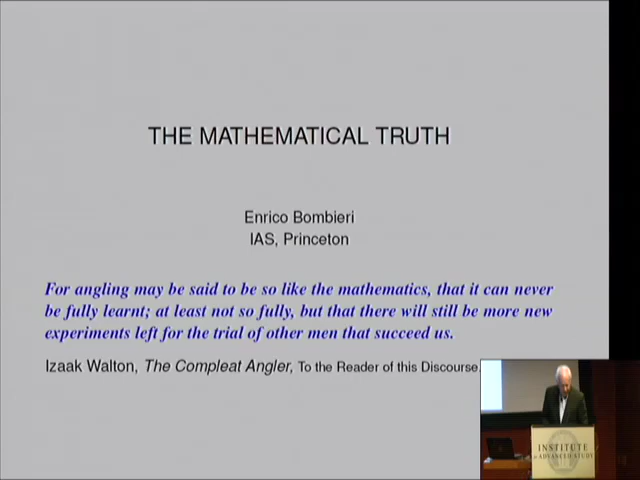 THE MATHEMATICAL TRUTH
Enrico Bombieri
IAS, Princeton
For angling may be said to be so like the mathematics, that it can never
be fully learnt; at least not so fully, but that there will still be more new
experiments left for the trial of other men that succeed us.
Izaak Walton, The Compleat Angler, To the Reader of this Discourse.
INSTITUTE
for ADVANCED STUDY